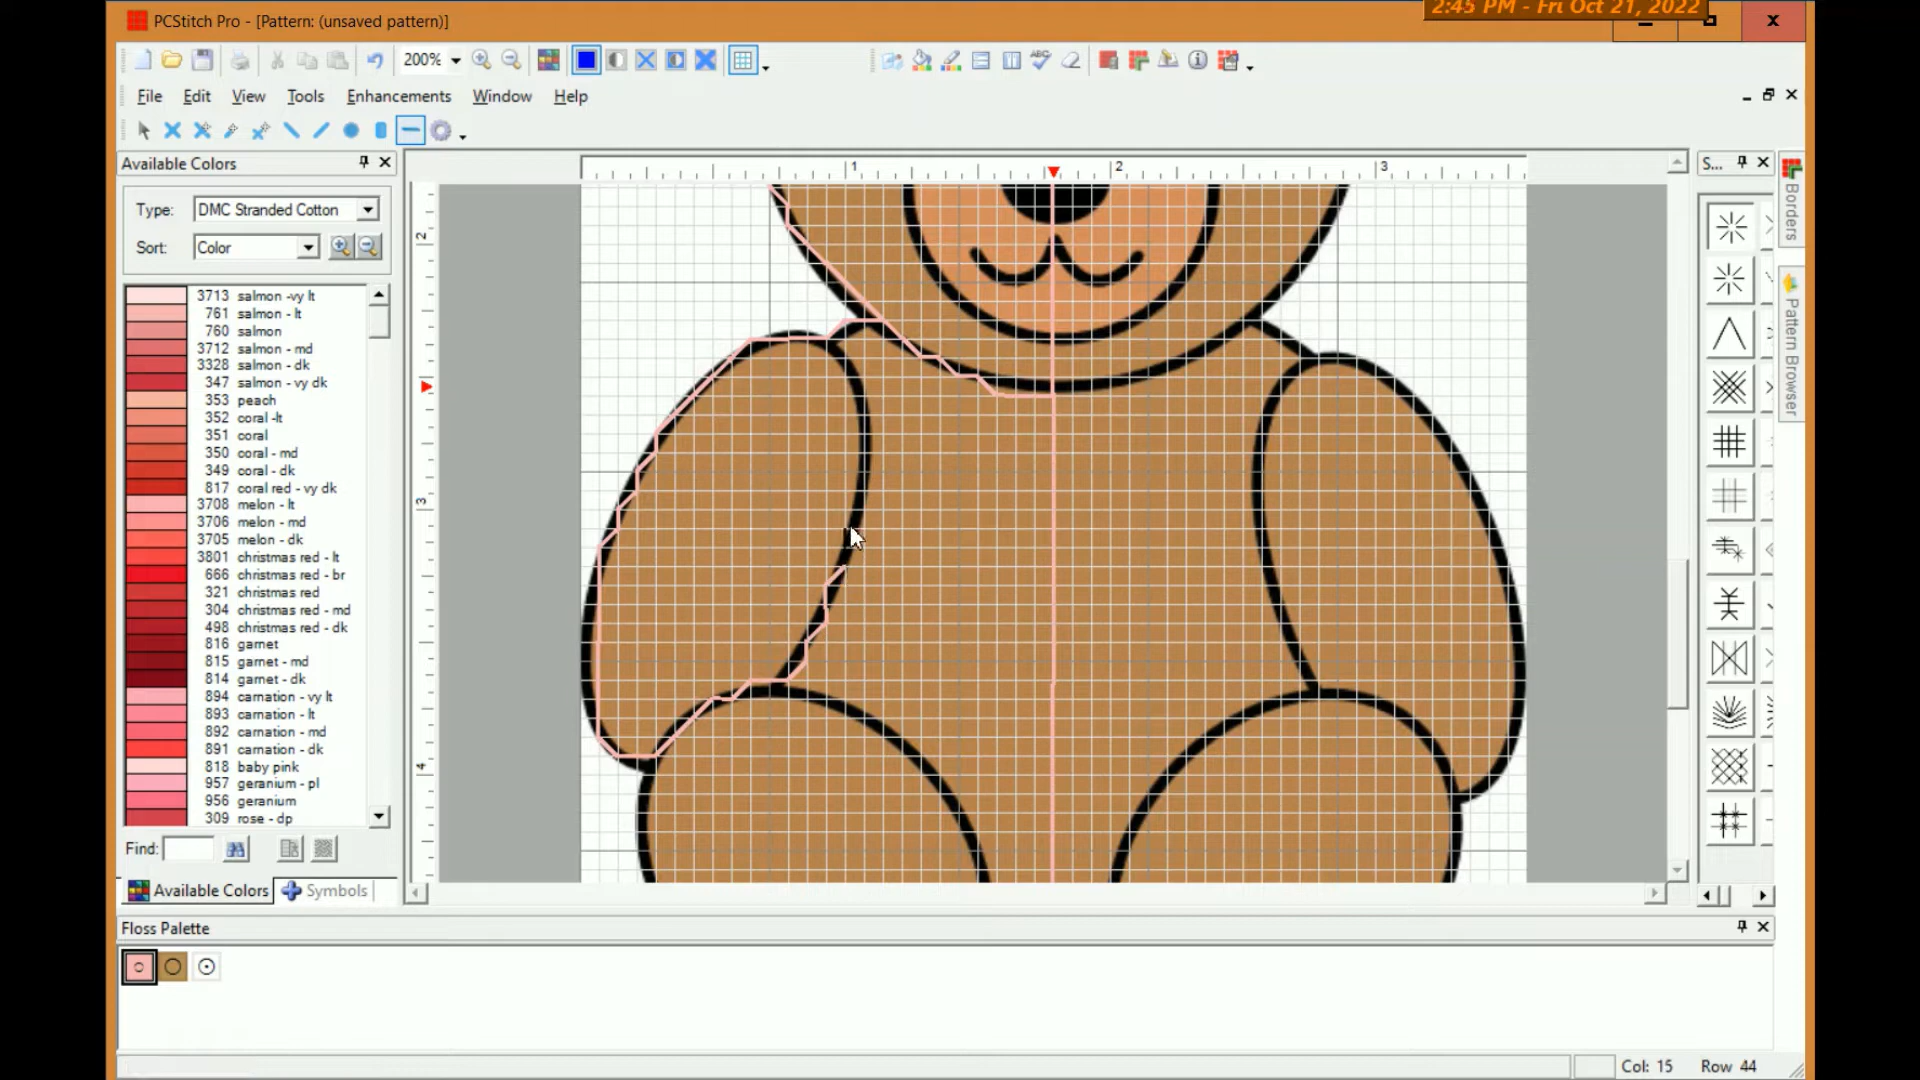 2:45 PM - Fri Oct 21, 2022
PCStitch Pro - [Pattern: (unsaved pattern)]
200%
ABC
File Edit View Tools Enhancements Window Help
Available Colors
S...
Type: DMC Stranded Cotton
Sort: Color
1 2 3
2
3
4
3713 salmon -vy lt
761 salmon - lt
760 salmon
3712 salmon - md
3328 salmon - dk
347 salmon - vy dk
353 peach
352 coral -lt
351 coral
350 coral - md
349 coral - dk
817 coral red - vy dk
3708 melon - lt
3706 melon - md
3705 melon - dk
3801 christmas red - lt
666 christmas red - br
321 christmas red
304 christmas red - md
498 christmas red - dk
816 garnet
815 garnet - md
814 garnet - dk
894 carnation - vy lt
893 carnation - lt
892 carnation - md
891 carnation - dk
818 baby pink
957 geranium - pl
956 geranium
309 rose - dp
Find:
Available Colors Symbols
Borders
Pattern Browser
Floss Palette
Col: 15 Row 44